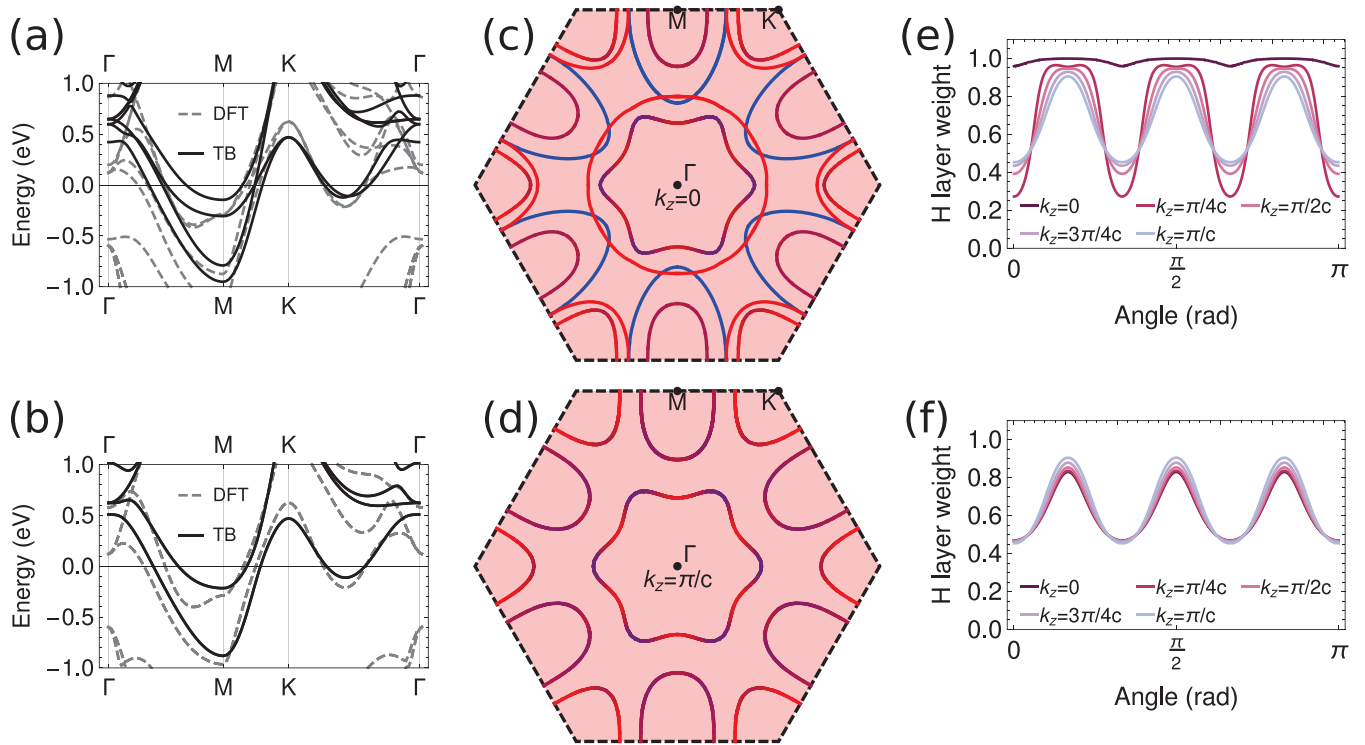 (a)
Γ M K Γ
1.0
0.5
0.0
−0.5
−1.0
Energy (eV)
DFT
TB
Γ M K Γ
(b)
Γ M K Γ
1.0
0.5
0.0
−0.5
−1.0
Energy (eV)
DFT
TB
Γ M K Γ
(c)
M K
Γ
k_z=0
(d)
M K
Γ
k_z=π/c
(e)
1.0
0.8
0.6
0.4
0.2
0.0
H layer weight
k_z=0 k_z=π/4c k_z=π/2c
k_z=3π/4c k_z=π/c
0 π/2 π
Angle (rad)
(f)
1.0
0.8
0.6
0.4
0.2
0.0
H layer weight
k_z=0 k_z=π/4c k_z=π/2c
k_z=3π/4c k_z=π/c
0 π/2 π
Angle (rad)